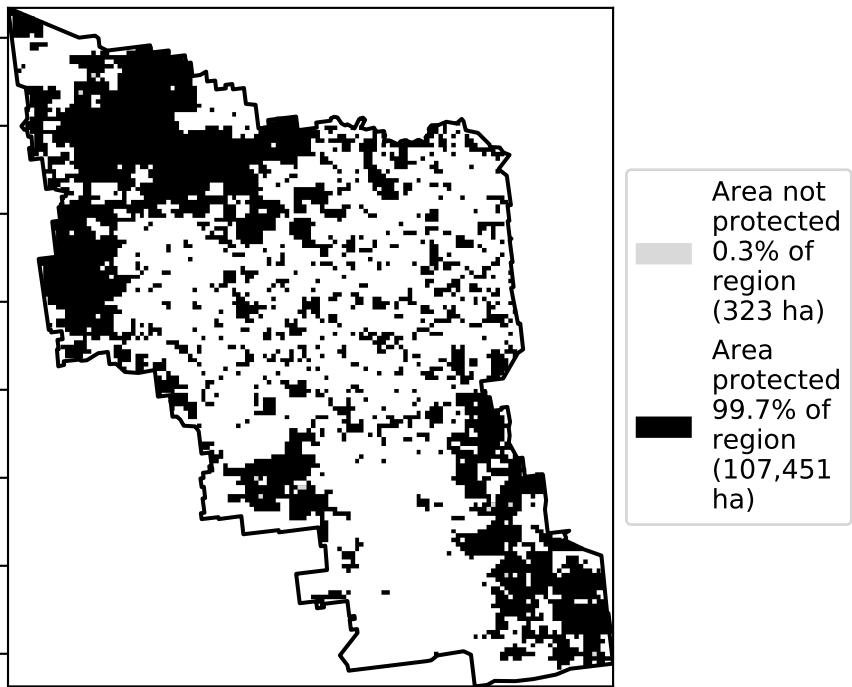 Area not
protected
0.3% of
region
(323 ha)
Area
protected
99.7% of
region
(107,451
ha)